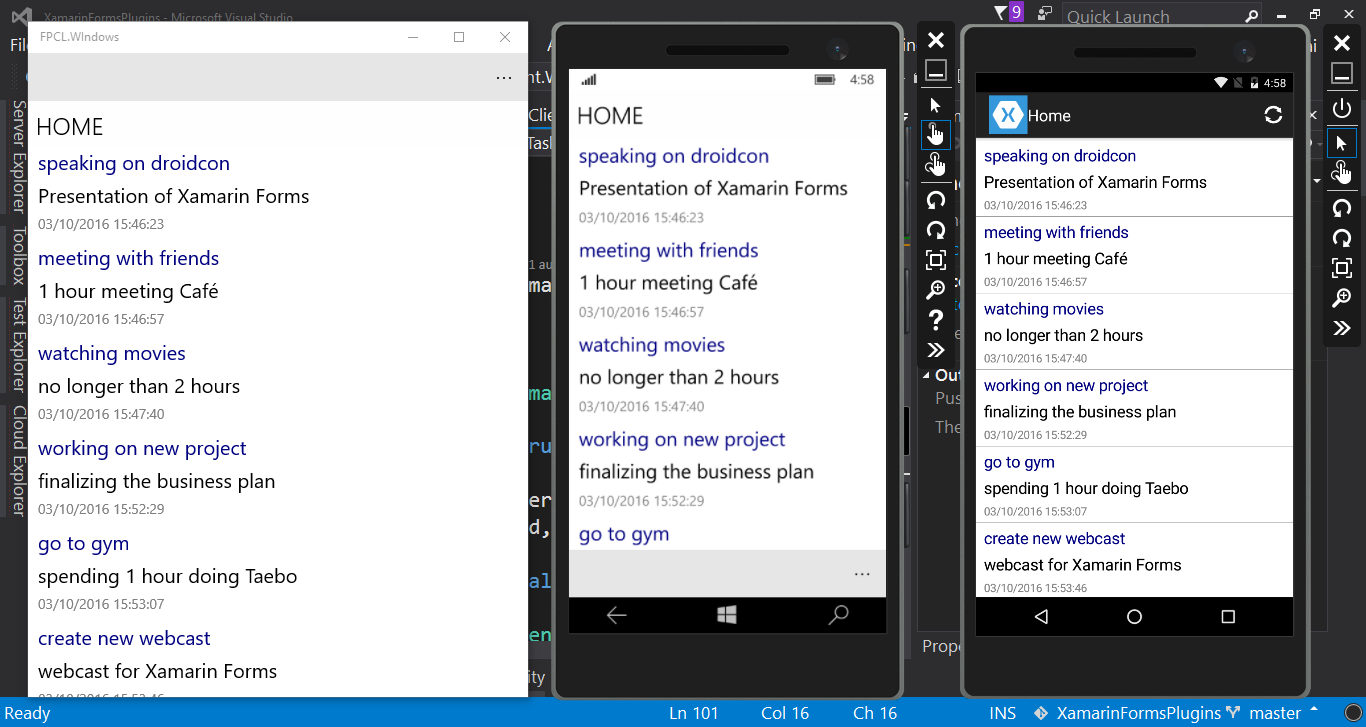 XamarinFormsPlugins - Microsoft Visual Studio
9
Quick Launch
FPCL.WIndows
Server Explorer
Toolbox
Test Explorer
Cloud Explorer
HOME
speaking on droidcon
Presentation of Xamarin Forms
03/10/2016 15:46:23
meeting with friends
1 hour meeting Café
03/10/2016 15:46:57
watching movies
no longer than 2 hours
03/10/2016 15:47:40
working on new project
finalizing the business plan
03/10/2016 15:52:29
go to gym
spending 1 hour doing Taebo
03/10/2016 15:53:07
create new webcast
webcast for Xamarin Forms
03/10/2016 15:53:46
4:58
HOME
speaking on droidcon
Presentation of Xamarin Forms
03/10/2016 15:46:23
meeting with friends
1 hour meeting Café
03/10/2016 15:46:57
watching movies
no longer than 2 hours
03/10/2016 15:47:40
working on new project
finalizing the business plan
03/10/2016 15:52:29
go to gym
4:58
Home
speaking on droidcon
Presentation of Xamarin Forms
03/10/2016 15:46:23
meeting with friends
1 hour meeting Café
03/10/2016 15:46:57
watching movies
no longer than 2 hours
03/10/2016 15:47:40
working on new project
finalizing the business plan
03/10/2016 15:52:29
go to gym
spending 1 hour doing Taebo
03/10/2016 15:53:07
create new webcast
webcast for Xamarin Forms
03/10/2016 15:53:46
Out
Pus
The
Prope
Ready
Ln 101
Col 16
Ch 16
INS
XamarinFormsPlugins
master